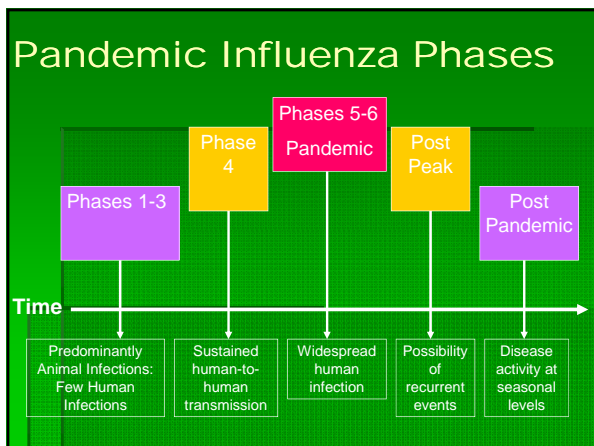 Pandemic Influenza Phases
Phases 5-6
Pandemic
Phase
4
Post
Peak
Phases 1-3
Post
Pandemic
Time
Predominantly
Animal Infections:
Few Human
Infections
Sustained
human-to-
human
transmission
Widespread
human
infection
Possibility
of
recurrent
events
Disease
activity at
seasonal
levels